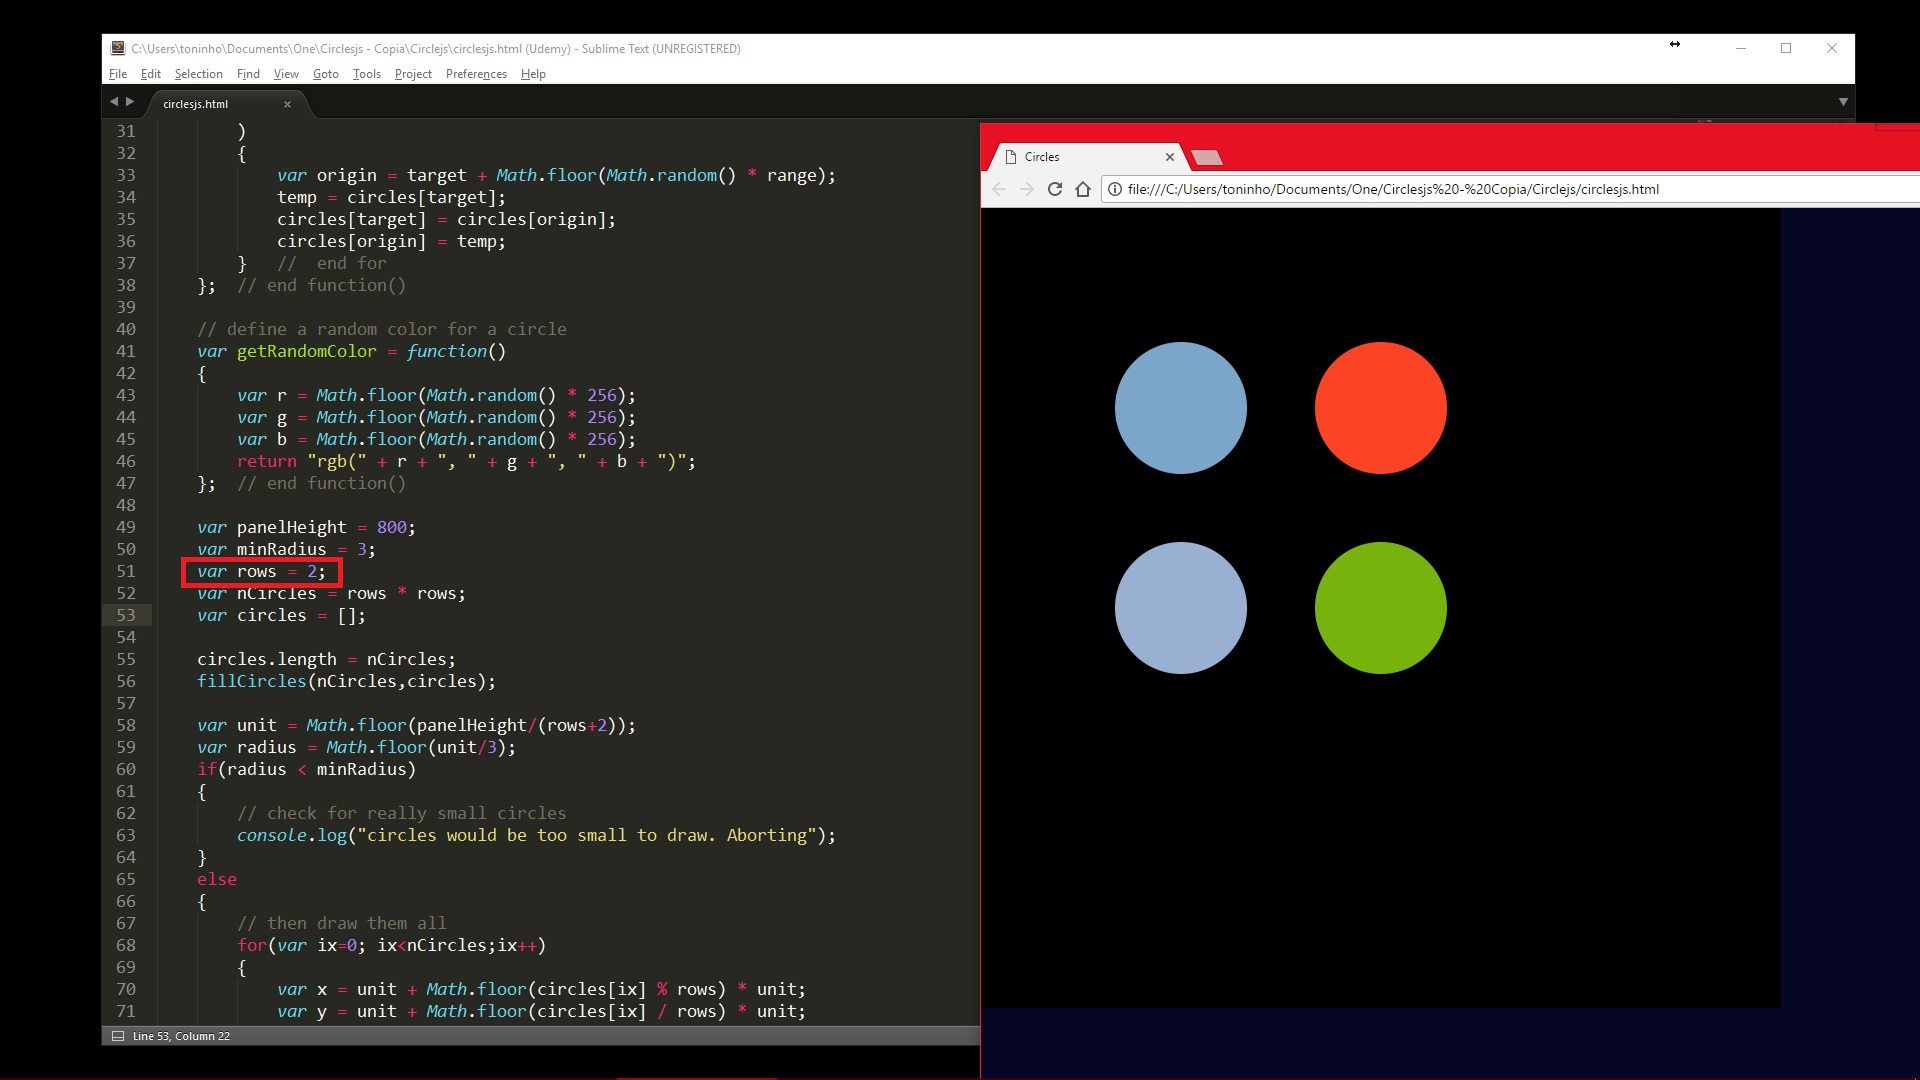 C:\Users\toninho\Documents\One\Circlesjs - Copia\Circlejs\circlesjs.html (Udemy) - Sublime Text (UNREGISTERED)
File Edit Selection Find View Goto Tools Project Preferences Help
circlesjs.html
31 )
32 {
33 var origin = target + Math.floor(Math.random() * range);
34 temp = circles[target];
35 circles[target] = circles[origin];
36 circles[origin] = temp;
37 } // end for
38 }; // end function()
39
40 // define a random color for a circle
41 var getRandomColor = function()
42 {
43 var r = Math.floor(Math.random() * 256);
44 var g = Math.floor(Math.random() * 256);
45 var b = Math.floor(Math.random() * 256);
46 return "rgb(" + r + ", " + g + ", " + b + ")";
47 }; // end function()
48
49 var panelHeight = 800;
50 var minRadius = 3;
51 var rows = 2;
52 var nCircles = rows * rows;
53 var circles = [];
54
55 circles.length = nCircles;
56 fillCircles(nCircles,circles);
57
58 var unit = Math.floor(panelHeight/(rows+2));
59 var radius = Math.floor(unit/3);
60 if(radius < minRadius)
61 {
62 // check for really small circles
63 console.log("circles would be too small to draw. Aborting");
64 }
65 else
66 {
67 // then draw them all
68 for(var ix=0; ix<nCircles;ix++)
69 {
70 var x = unit + Math.floor(circles[ix] % rows) * unit;
71 var y = unit + Math.floor(circles[ix] / rows) * unit;
Line 53, Column 22
Circles
file:///C:/Users/toninho/Documents/One/Circlesjs%20-%20Copia/Circlejs/circlesjs.html